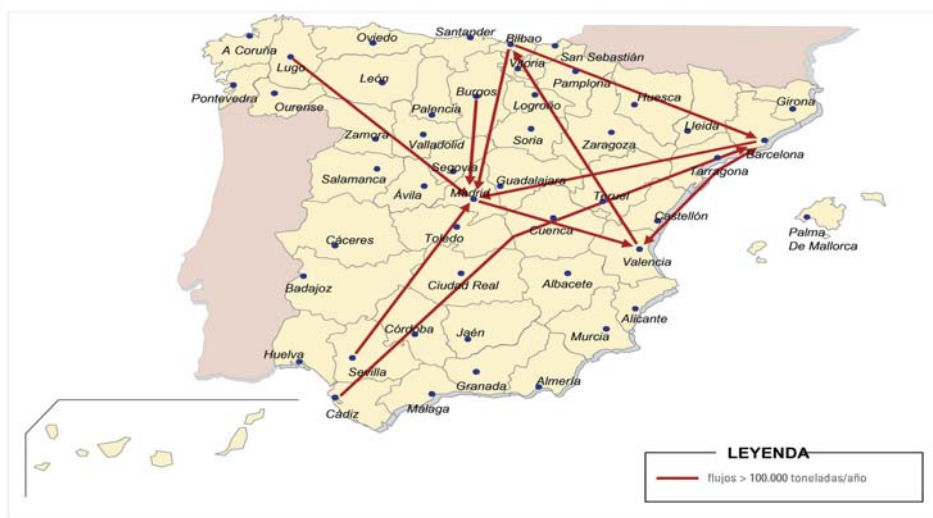 Santander
Bilbao
Oviedo
A Coruña
San Sebastián
Lugo
Vitoria
León
Pamplona
Burgos
Huesca
Pontevedra
Ourense
Palencia
Logroño
Girona
Zamora
Valladolid
Soria
Zaragoza
Lleida
Barcelona
Segovia
Tarragona
Salamanca
Ávila
Madrid
Guadalajara
Teruel
Castellón
Cáceres
Toledo
Cuenca
Palma
De Mallorca
Valencia
Badajoz
Ciudad Real
Albacete
Alicante
Córdoba
Jaén
Murcia
Huelva
Sevilla
Granada
Almería
Cádiz
Málaga
LEYENDA
flujos > 100.000 toneladas/año